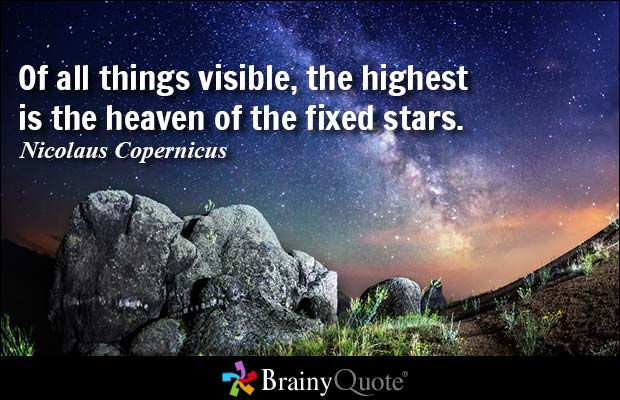 Of all things visible, the highest
is the heaven of the fixed stars.
Nicolaus Copernicus
BrainyQuote®